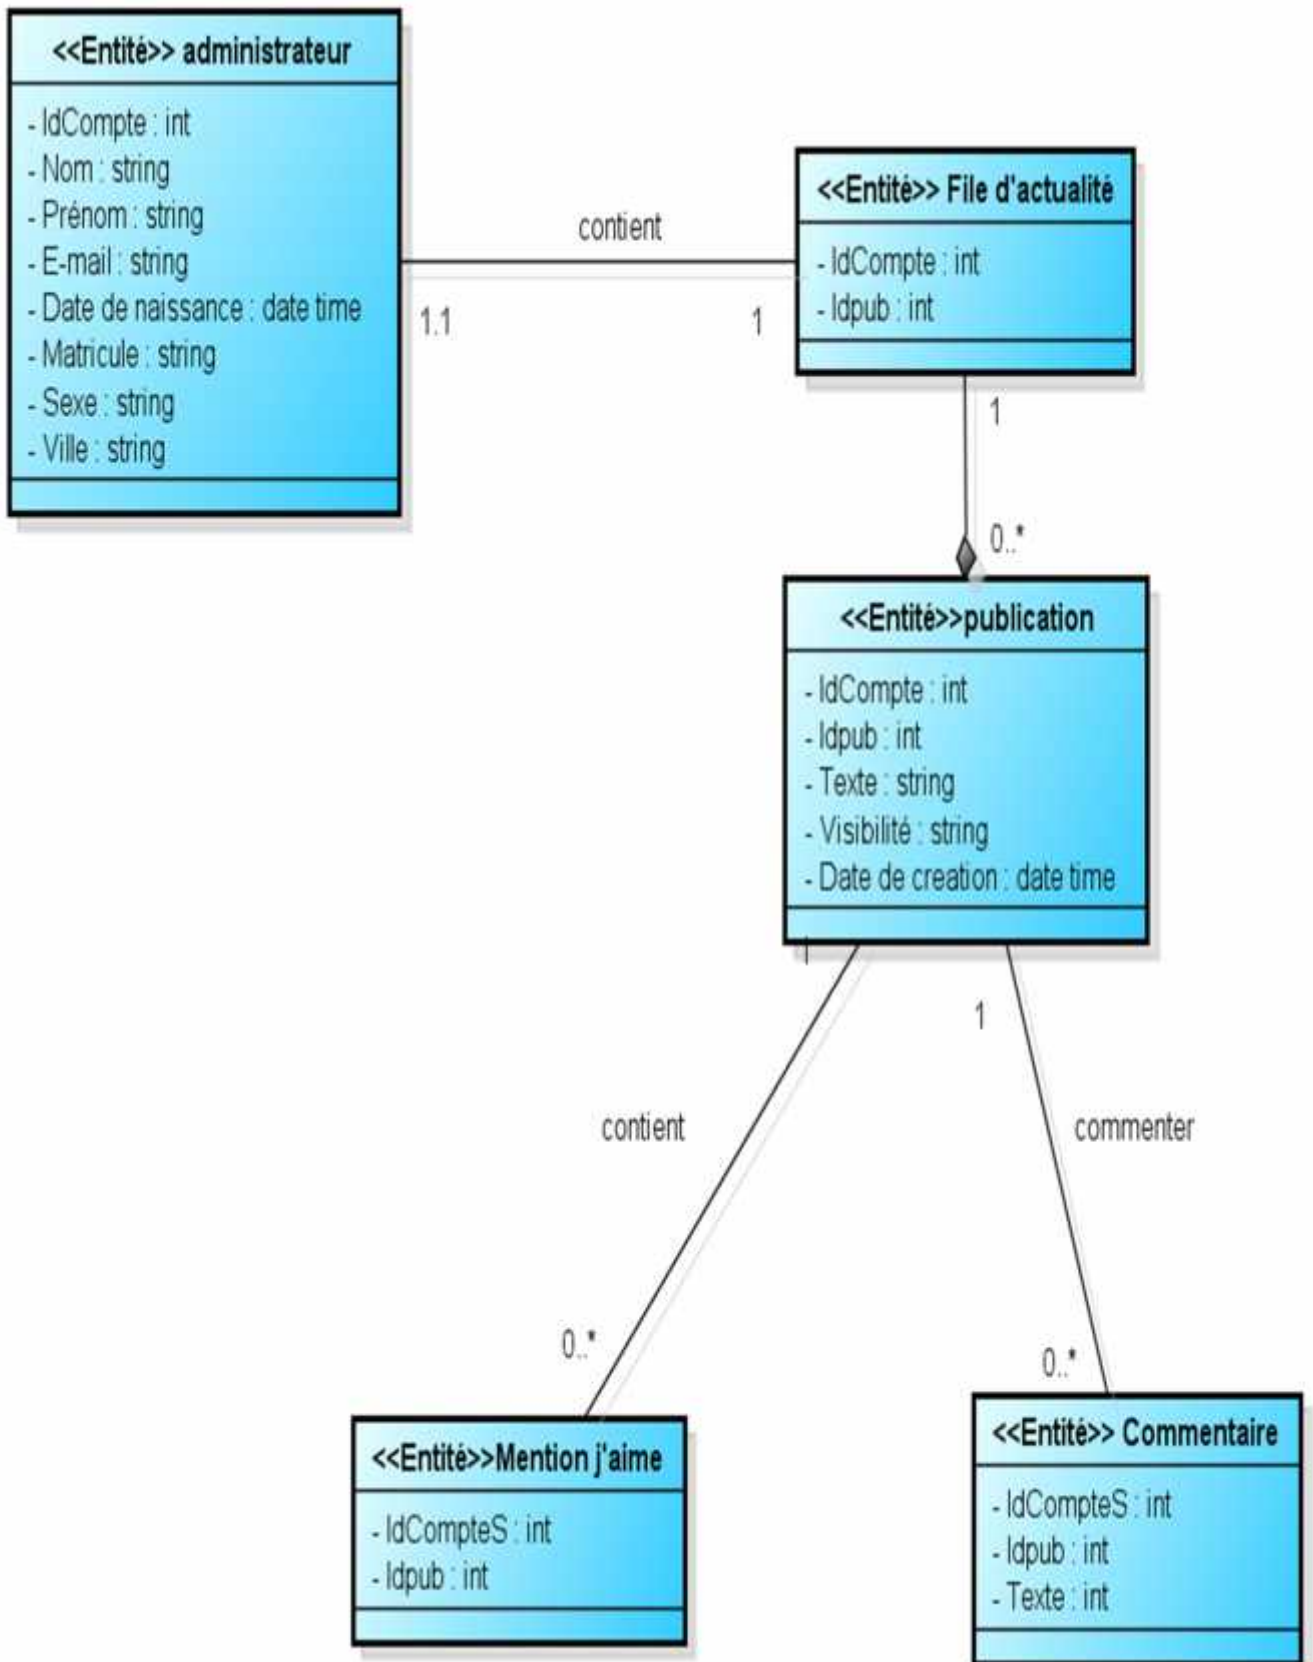 <<Entité>> administrateur
- IdCompte : int
- Nom : string
- Prénom : string
- E-mail : string
- Date de naissance : date time
- Matricule : string
- Sexe : string
- Ville : string
contient
1.1
1
<<Entité>> File d'actualité
- IdCompte : int
- Idpub : int
1
0..*
<<Entité>>publication
- IdCompte : int
- Idpub : int
- Texte : string
- Visibilité : string
- Date de creation : date time
1
contient
commenter
0..*
0..*
<<Entité>>Mention j'aime
- IdCompteS : int
- Idpub : int
<<Entité>> Commentaire
- IdCompteS : int
- Idpub : int
- Texte : int